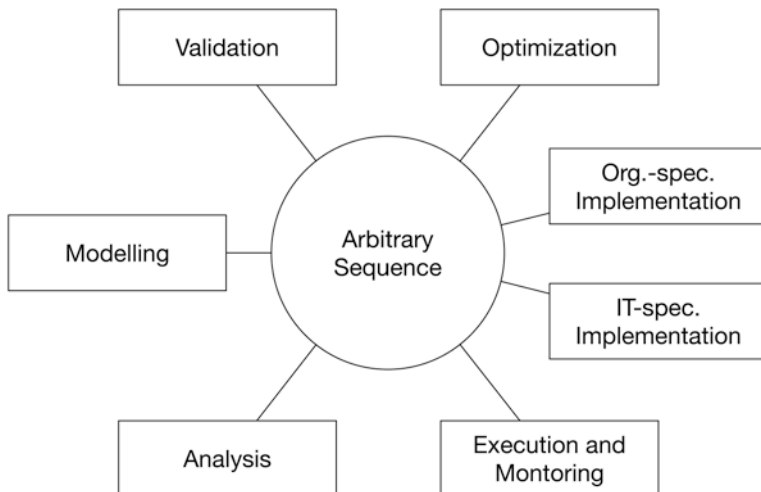 Validation
Optimization
Org.-spec.
Implementation
Modelling
Arbitrary
Sequence
IT-spec.
Implementation
Analysis
Execution and
Montoring